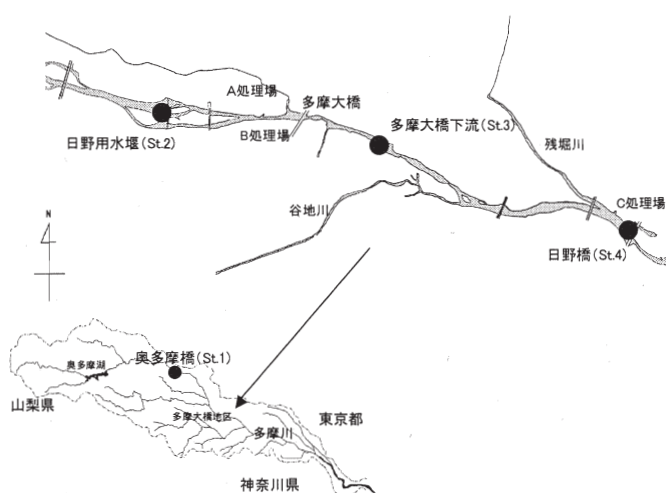 A処理場
多摩大橋
多摩大橋下流(St.3)
日野用水堰(St.2)
B処理場
残堀川
谷地川
C処理場
日野橋(St.4)
N
奥多摩橋(St.1)
奥多摩湖
山梨県
多摩大橋地区
東京都
多摩川
神奈川県